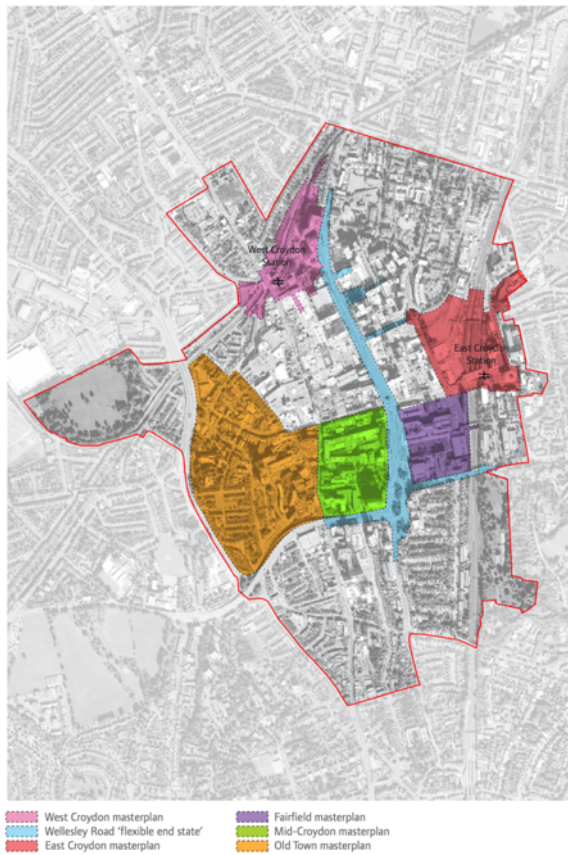 West Croydon
Station
East Croydon
Station
West Croydon masterplan
Wellesley Road 'flexible end state'
East Croydon masterplan
Fairfield masterplan
Mid-Croydon masterplan
Old Town masterplan